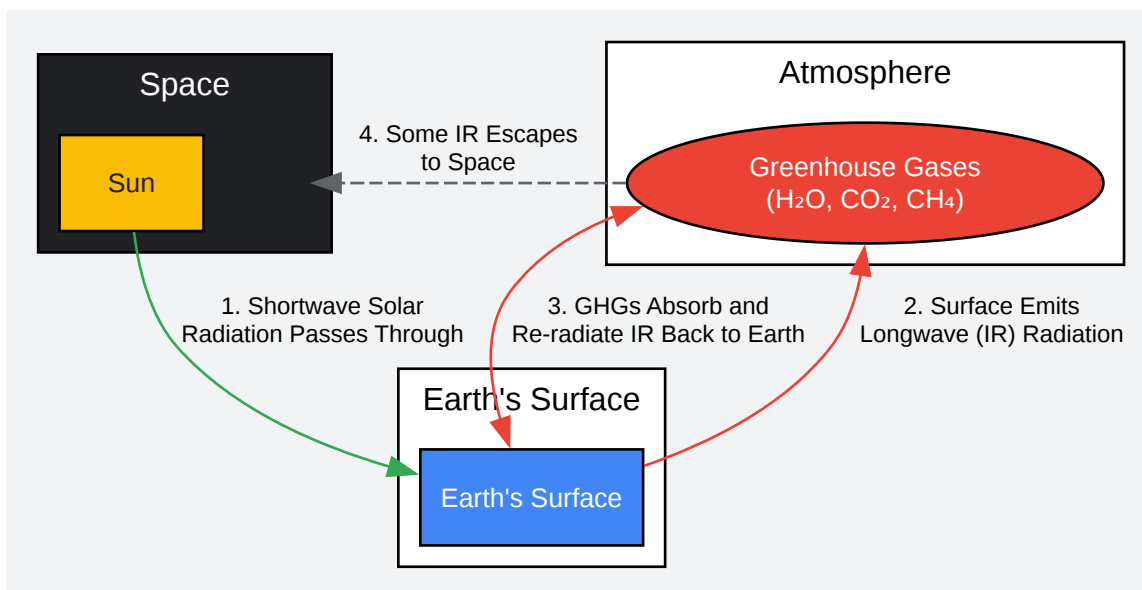 Space
Sun
Atmosphere
4. Some IR Escapes
to Space
Greenhouse Gases
(H₂O, CO₂, CH₄)
1. Shortwave Solar
Radiation Passes Through
3. GHGs Absorb and
Re-radiate IR Back to Earth
2. Surface Emits
Longwave (IR) Radiation
Earth's Surface
Earth's Surface